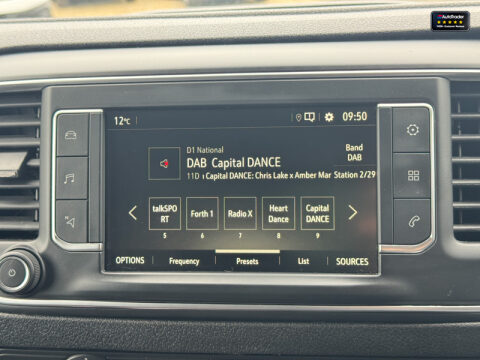 AutoTrader
12°C
09:50
D1 National
DAB Capital DANCE
Band
DAB
11D
Capital DANCE: Chris Lake x Amber Mar
Station 2/29
talkSPO
RT
Forth 1
Radio X
Heart
Dance
Capital
DANCE
5
6
7
8
9
OPTIONS
Frequency
Presets
List
SOURCES